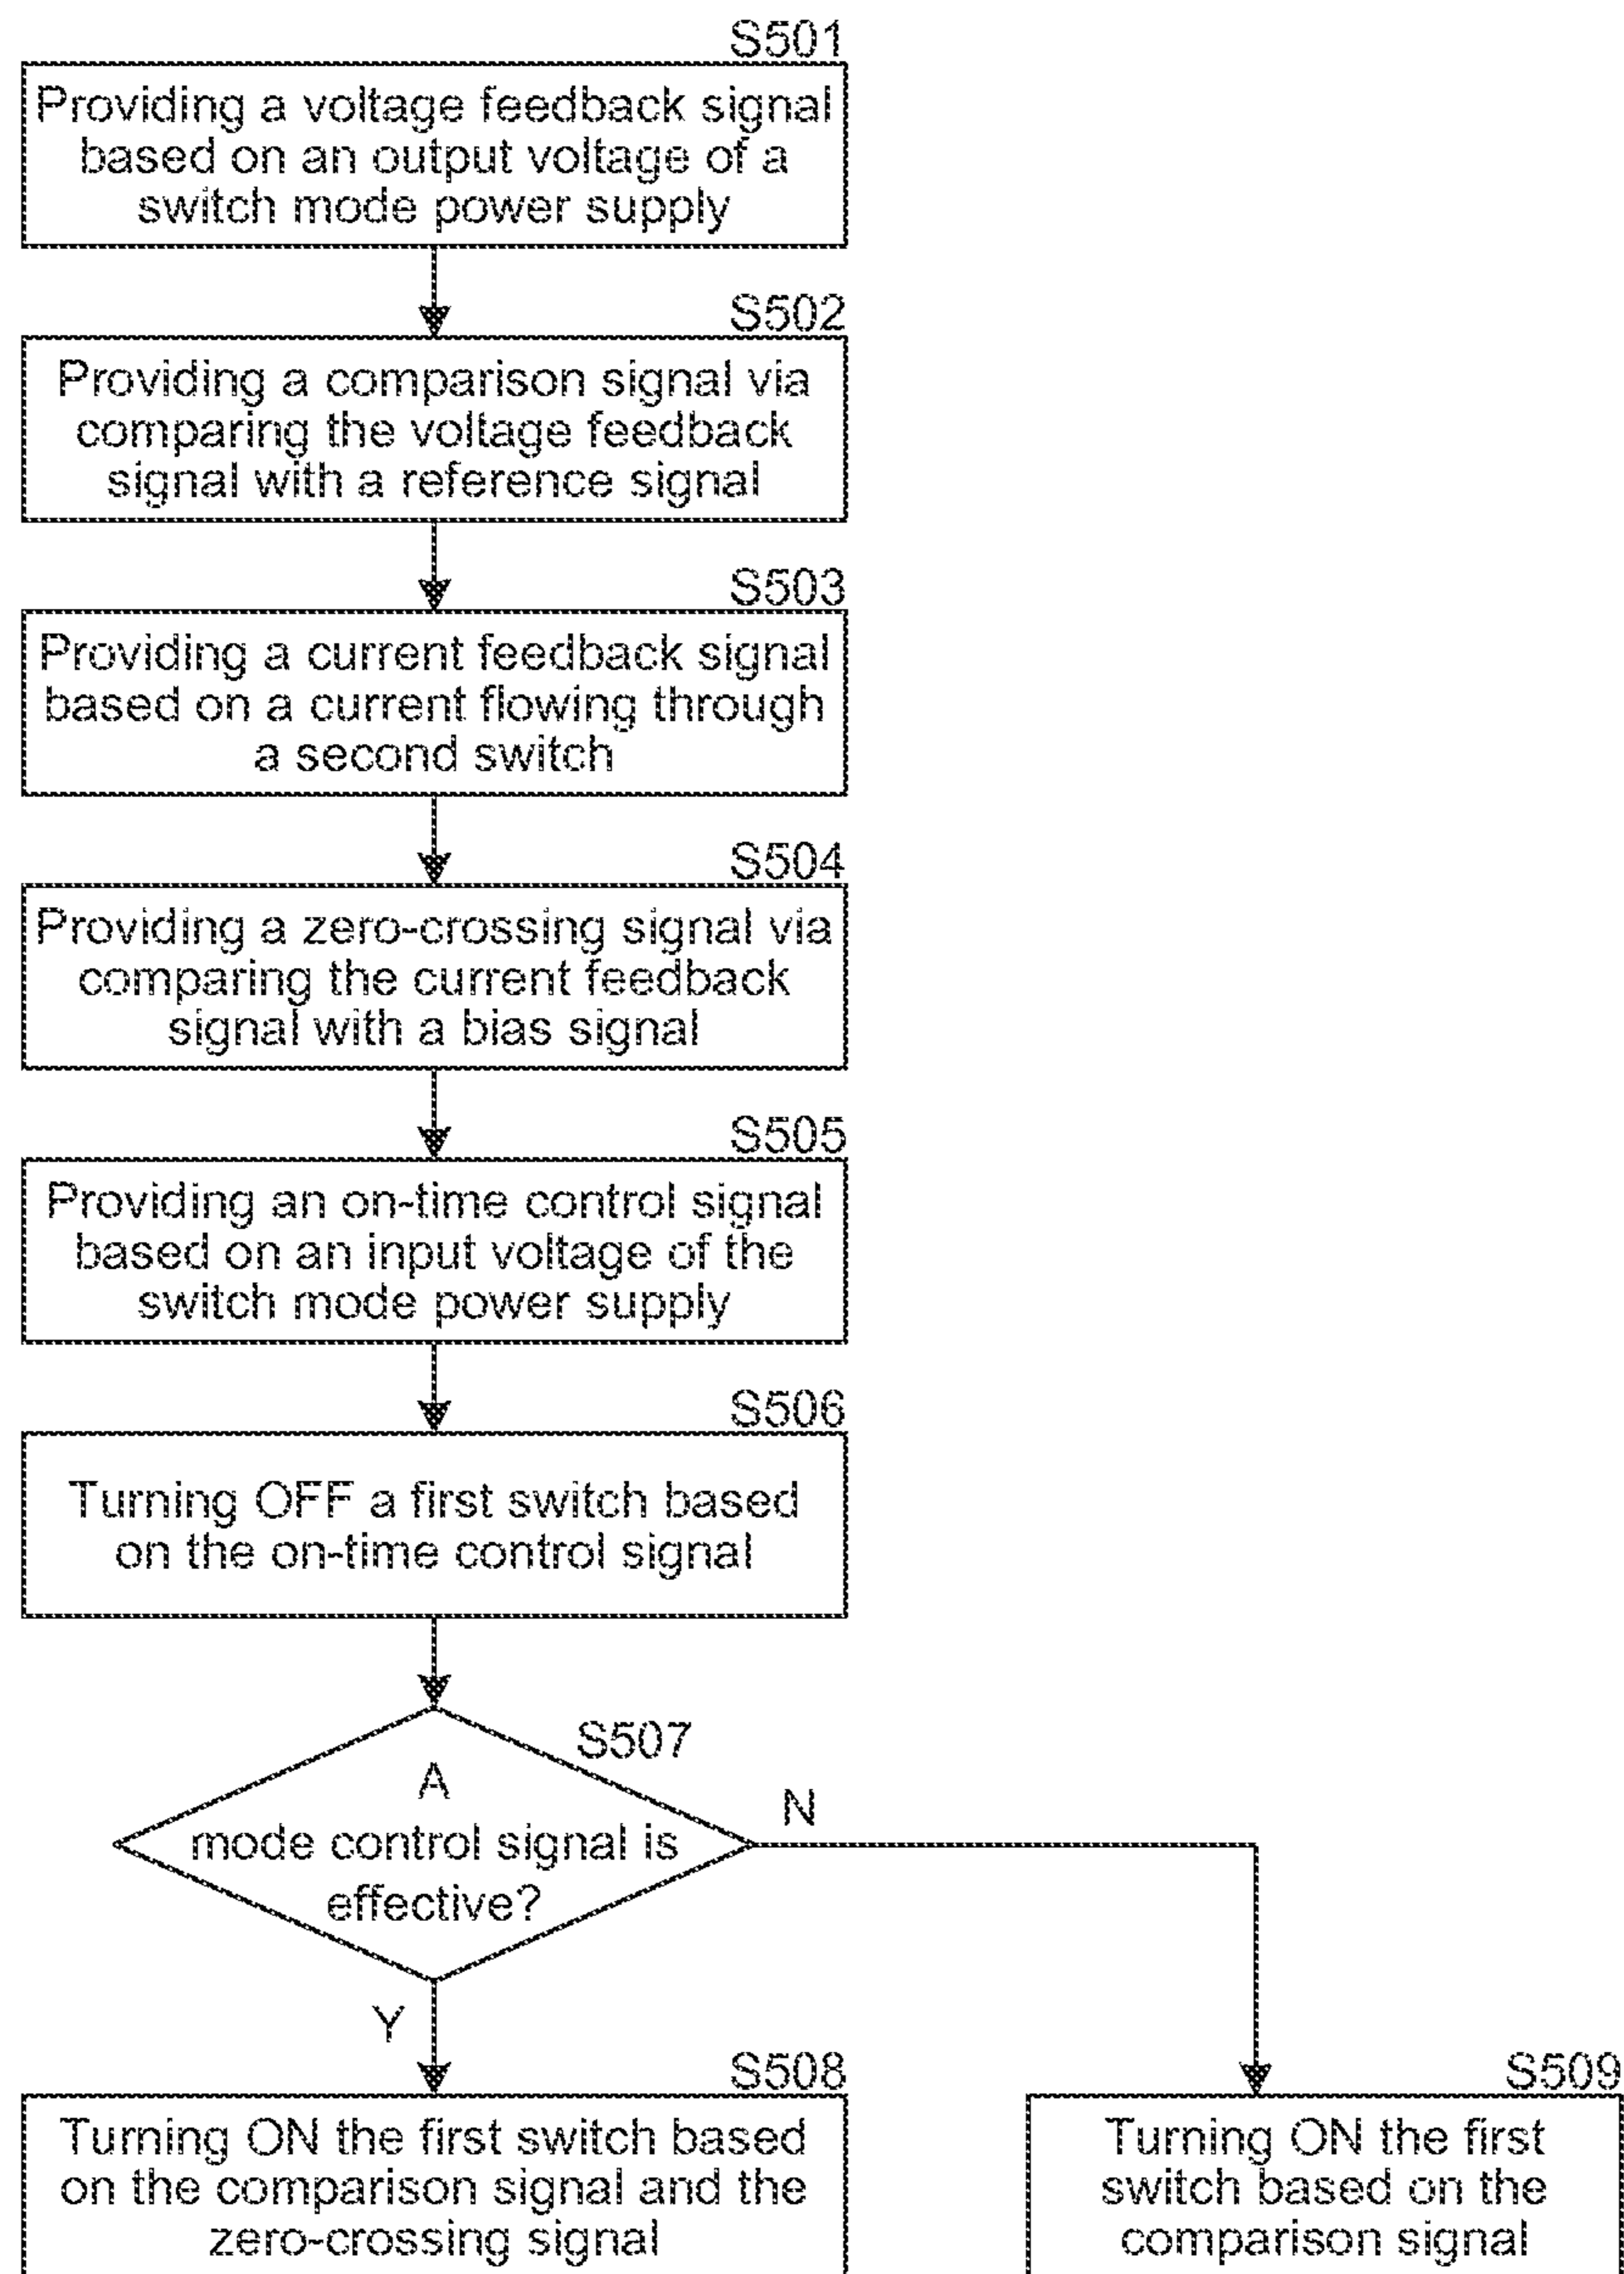 S501
Providing a voltage feedback signal
based on an output voltage of a
switch mode power supply
S502
Providing a comparison signal via
comparing the voltage feedback
signal with a reference signal
S503
Providing a current feedback signal
based on a current flowing through
a second switch
S504
Providing a zero-crossing signal via
comparing the current feedback
signal with a bias signal
S505
Providing an on-time control signal
based on an input voltage of the
switch mode power supply
S506
Turning OFF a first switch based
on the on-time control signal
S507
A
mode control signal is
effective?
N
Y
S508
Turning ON the first switch based
on the comparison signal and the
zero-crossing signal
S509
Turning ON the first
switch based on the
comparison signal